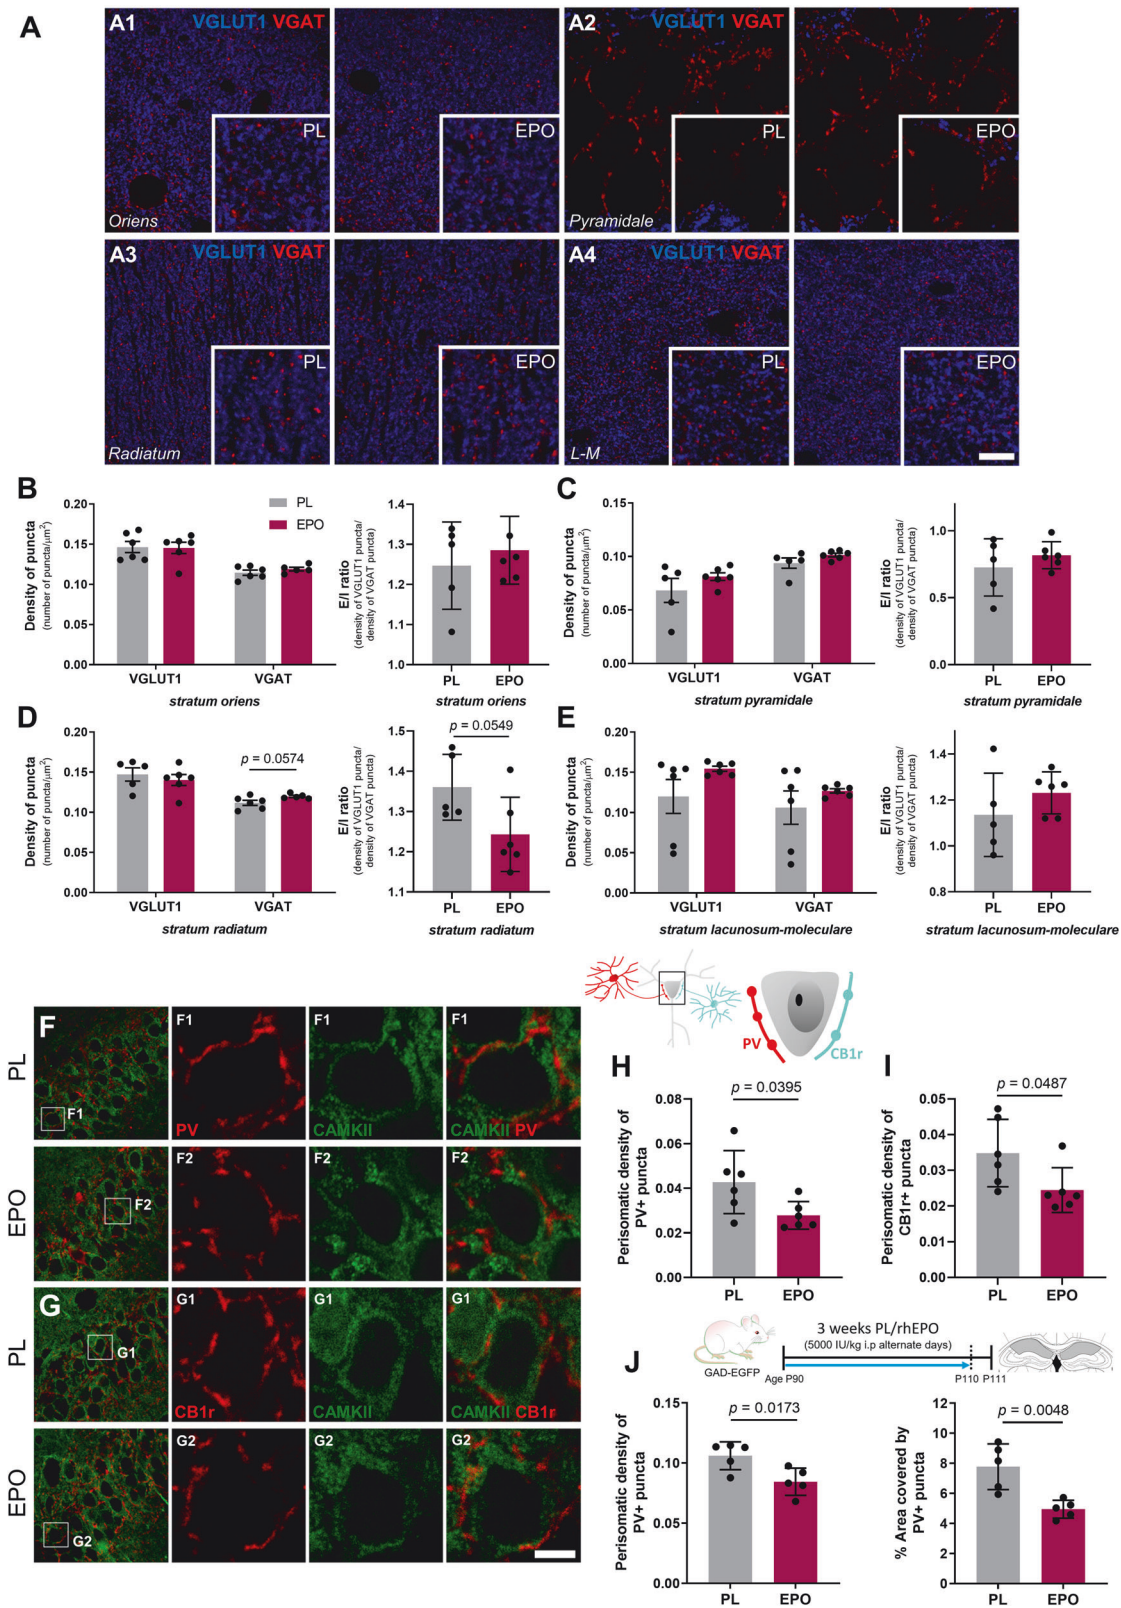 A
A1 VGLUT1 VGAT
PL
EPO
Oriens
A2 VGLUT1 VGAT
PL
EPO
Pyramidale
A3 VGLUT1 VGAT
PL
EPO
Radiatum
A4 VGLUT1 VGAT
PL
EPO
L-M
B
Density of puncta
(number of puncta/μm²)
0.20
0.15
0.10
0.05
0.00
PL
EPO
VGLUT1 VGAT
stratum oriens
E/I ratio
(density of VGLUT1 puncta/
density of VGAT puncta)
1.4
1.3
1.2
1.1
1.0
PL EPO
stratum oriens
C
Density of puncta
(number of puncta/μm²)
0.15
0.10
0.05
0.00
VGLUT1 VGAT
stratum pyramidale
E/I ratio
(density of VGLUT1 puncta/
density of VGAT puncta)
1.0
0.5
0.0
PL EPO
stratum pyramidale
D
Density of puncta
(number of puncta/μm²)
0.20
0.15
0.10
0.05
0.00
p = 0.0574
VGLUT1 VGAT
stratum radiatum
E/I ratio
(density of VGLUT1 puncta/
density of VGAT puncta)
1.5
1.4
1.3
1.2
1.1
p = 0.0549
PL EPO
stratum radiatum
E
Density of puncta
(number of puncta/μm²)
0.20
0.15
0.10
0.05
0.00
VGLUT1 VGAT
stratum lacunosum-moleculare
E/I ratio
(density of VGLUT1 puncta/
density of VGAT puncta)
1.4
1.2
1.0
0.8
PL EPO
stratum lacunosum-moleculare
F
PL
F1
F1
PV
F1
CAMKII
CAMKII PV
EPO
F2
F2
F2
F2
G
PL
G1
G1
CB1r
G1
CAMKII
G1
CAMKII CB1r
EPO
G2
G2
G2
G2
PV
CB1r
H
Perisomatic density of
PV+ puncta
0.08
0.06
0.04
0.02
0.00
p = 0.0395
PL EPO
I
Perisomatic density of
CB1r+ puncta
0.05
0.04
0.03
0.02
0.01
0.00
p = 0.0487
PL EPO
J
GAD-EGFP
3 weeks PL/rhEPO
(5000 IU/kg i.p alternate days)
Age P90
P110 P111
Perisomatic density of
PV+ puncta
0.15
0.10
0.05
0.00
p = 0.0173
PL EPO
% Area covered by
PV+ puncta
12
10
8
6
4
2
0
p = 0.0048
PL EPO